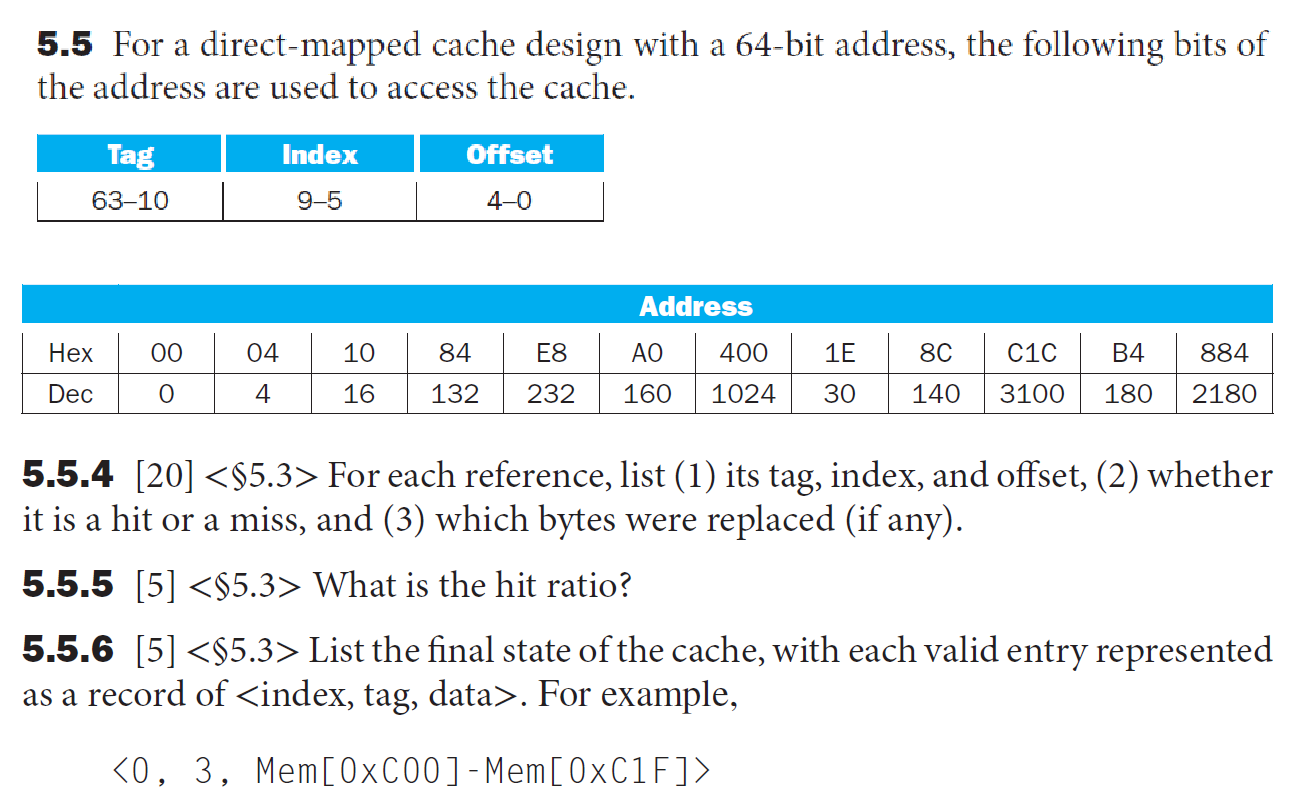 5.5 For a direct-mapped cache design with a 64-bit address, the following bits of
the address are used to access the cache.
Tag Index Offset
63–10 9–5 4–0
Address
Hex 00 04 10 84 E8 A0 400 1E 8C C1C B4 884
Dec 0 4 16 132 232 160 1024 30 140 3100 180 2180
5.5.4 [20] <§5.3> For each reference, list (1) its tag, index, and offset, (2) whether
it is a hit or a miss, and (3) which bytes were replaced (if any).
5.5.5 [5] <§5.3> What is the hit ratio?
5.5.6 [5] <§5.3> List the final state of the cache, with each valid entry represented
as a record of <index, tag, data>. For example,
<0, 3, Mem[0xC00]-Mem[0xC1F]>